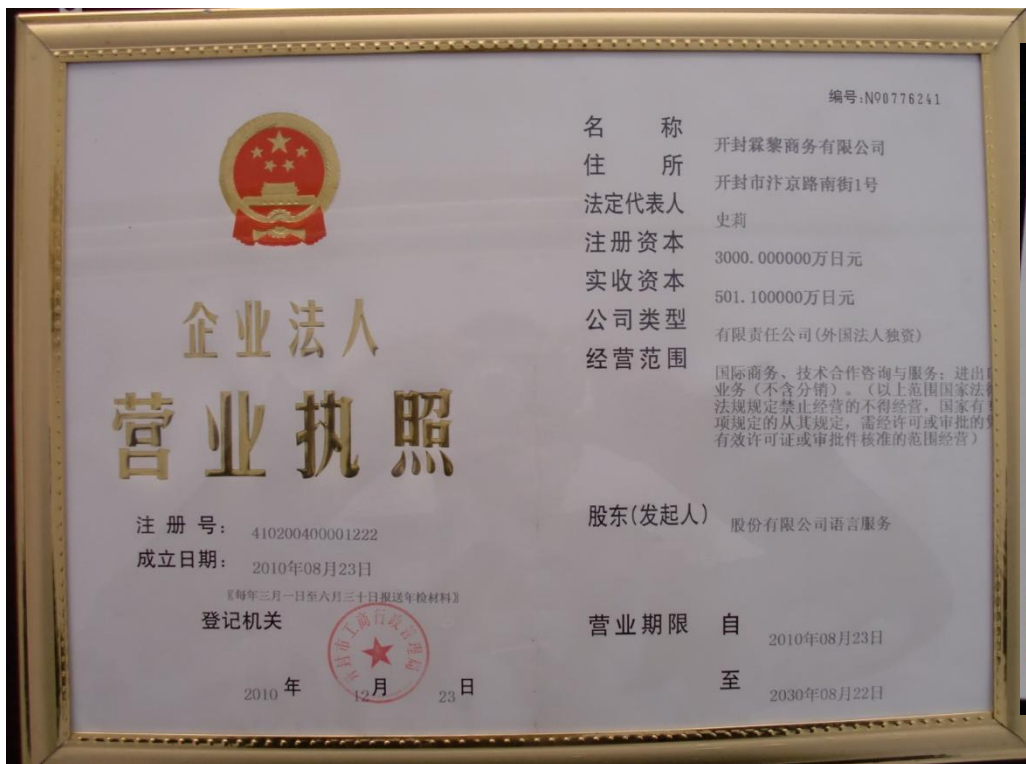 编号:№0776241
企业法人
营业执照
注册号: 410200400001222
成立日期: 2010年08月23日
《每年三月一日至六月三十日报送年检材料》
登记机关
开封市工商行政管理局
2010 年 12月 23日
名称 开封霖黎商务有限公司
住所 开封市汴京路南街1号
法定代表人 史莉
注册资本 3000.000000万日元
实收资本 501.100000万日元
公司类型 有限责任公司(外国法人独资)
经营范围 国际商务、技术合作咨询与服务；进出
业务（不含分销）。（以上范围国家法
法规规定禁止经营的不得经营，国家有
项规定的从其规定，需经许可或审批的
有效许可证或审批件核准的范围经营）
股东(发起人) 股份有限公司语言服务
营业期限 自 2010年08月23日
至 2030年08月22日